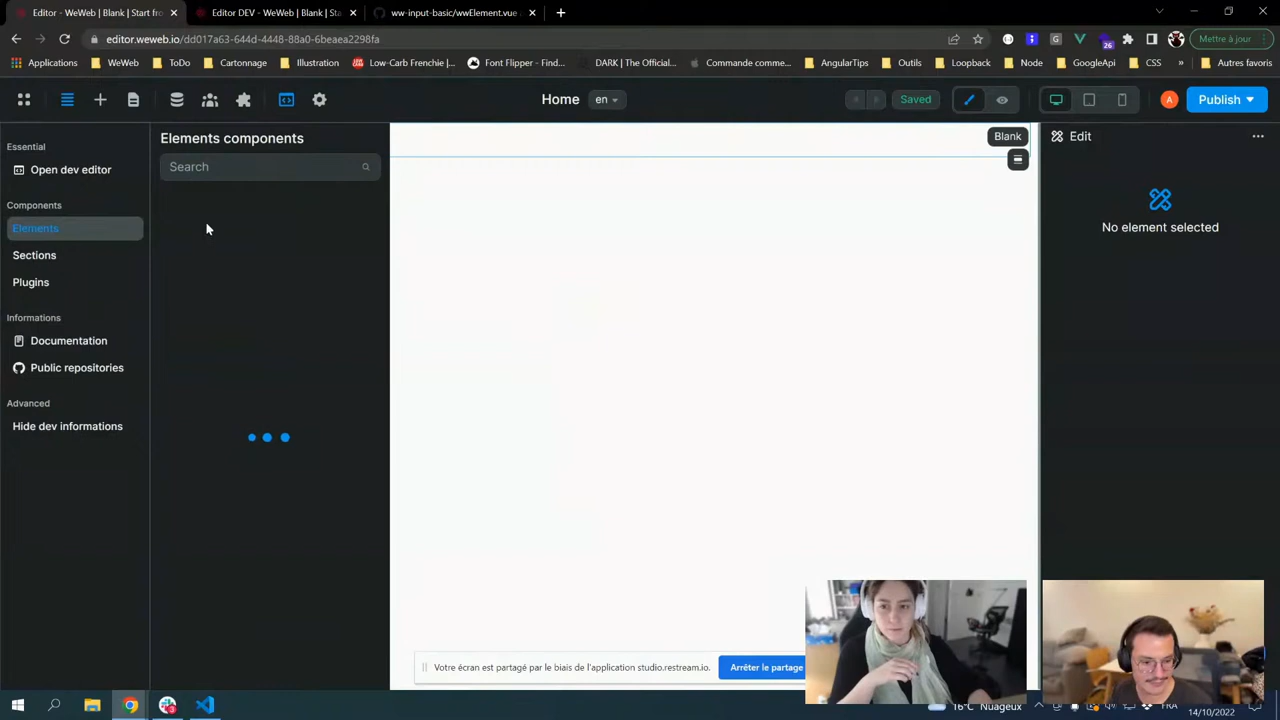 Editor - WeWeb | Blank | Start fro
Editor DEV - WeWeb | Blank | Sta
ww-input-basic/wwElement.vue
editor.weweb.io/dd017a63-644d-4448-88a0-6beaea2298fa
Mettre à jour
Applications
WeWeb
ToDo
Cartonnage
Illustration
Low-Carb Frenchie |...
Font Flipper - Find...
DARK | The Official...
Commande comme...
AngularTips
Outils
Loopback
Node
GoogleApi
CSS
»
Autres favoris
26
Home
en
Saved
A
Publish
Essential
Open dev editor
Components
Elements
Sections
Plugins
Informations
Documentation
Public repositories
Advanced
Hide dev informations
Elements components
Search
Blank
Edit
No element selected
Votre écran est partagé par le biais de l'application studio.restream.io.
Arrêter le partage
16°C Nuageux
14/10/2022